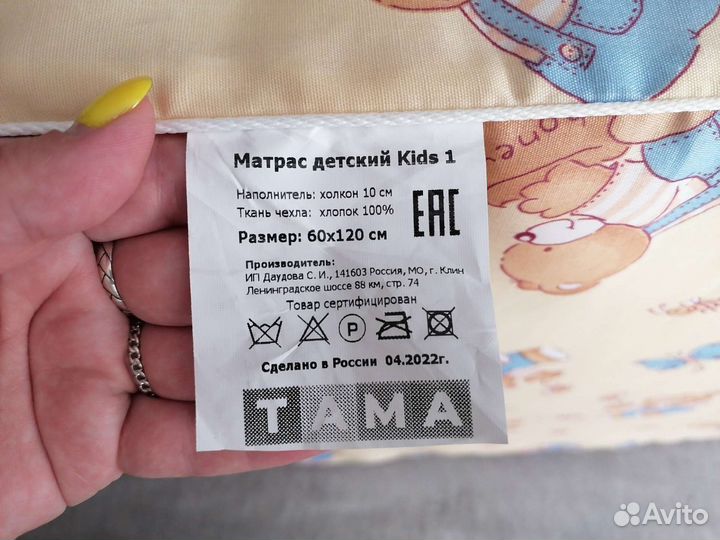 Матрас детский Kids 1
Наполнитель: холкон 10 см
Ткань чехла: хлопок 100%
EAC
Размер: 60x120 см
Производитель:
ИП Даудова С. И., 141603 Россия, МО, г. Клин
Ленинградское шоссе 88 км, стр. 74
Товар сертифицирован
P
Сделано в России 04.2022г.
ТАМА
Avito